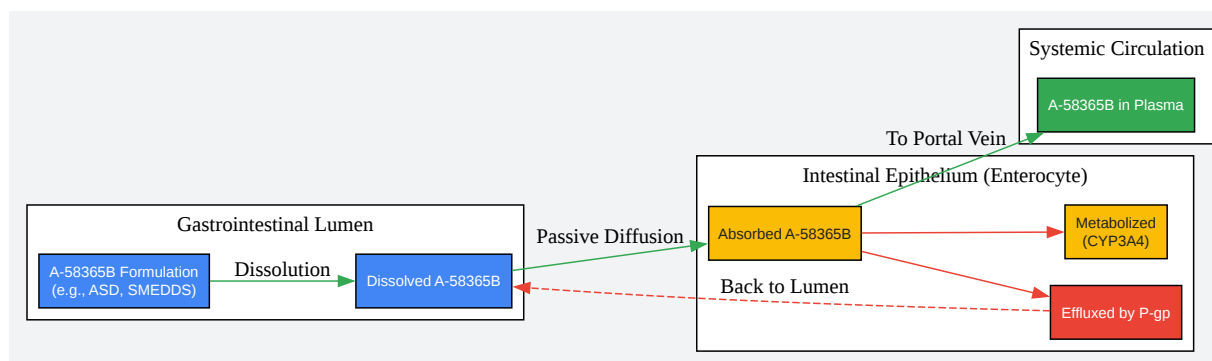 Systemic Circulation
A-58365B in Plasma
To Portal Vein
Intestinal Epithelium (Enterocyte)
Gastrointestinal Lumen
Passive Diffusion
Absorbed A-58365B
Metabolized
(CYP3A4)
A-58365B Formulation
(e.g., ASD, SMEDDS)
Dissolution
Dissolved A-58365B
Back to Lumen
Effluxed by P-gp